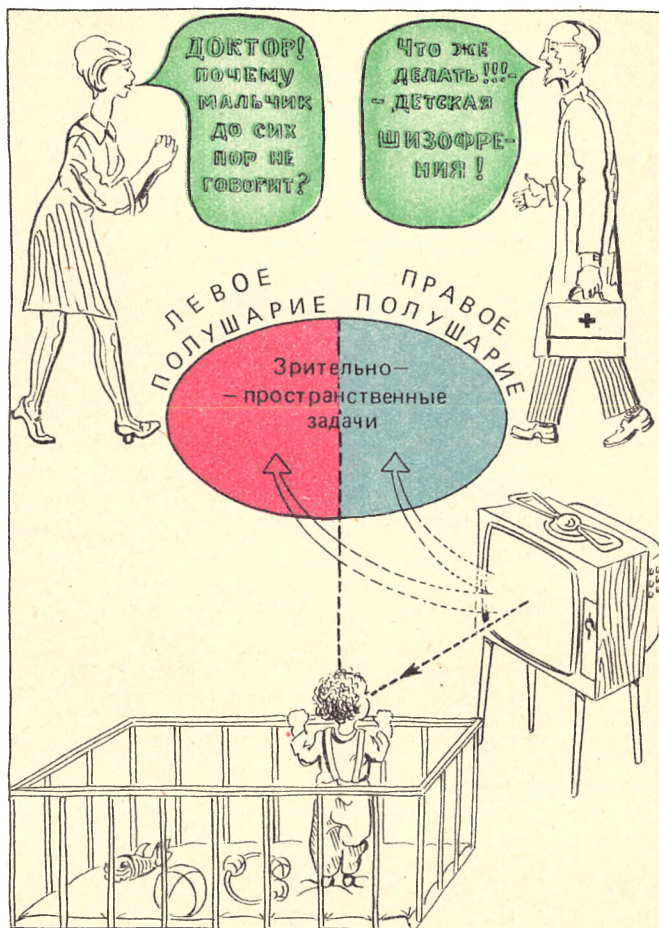 ДОКТОР!
ПОЧЕМУ
МАЛЬЧИК
ДО СИХ
ПОР НЕ
ГОВОРИТ?
ЧТО ЖЕ
ДЕЛАТЬ!!!-
- ДЕТСКАЯ
ШИЗОФРЕ-
НИЯ!
ЛЕВОЕ
ПОЛУШАРИЕ
ПРАВОЕ
ПОЛУШАРИЕ
Зрительно—
— пространственные
задачи